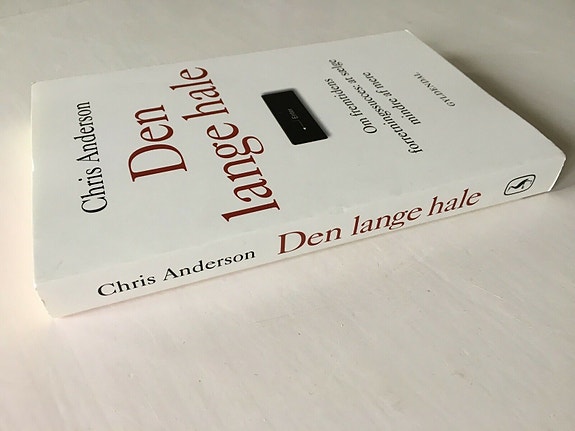 Chris Anderson
Den
lange hale
Enter
Om fremtidens
forretningssucces: at sælge
mindre af mere
GYLDENDAL
Chris Anderson Den lange hale